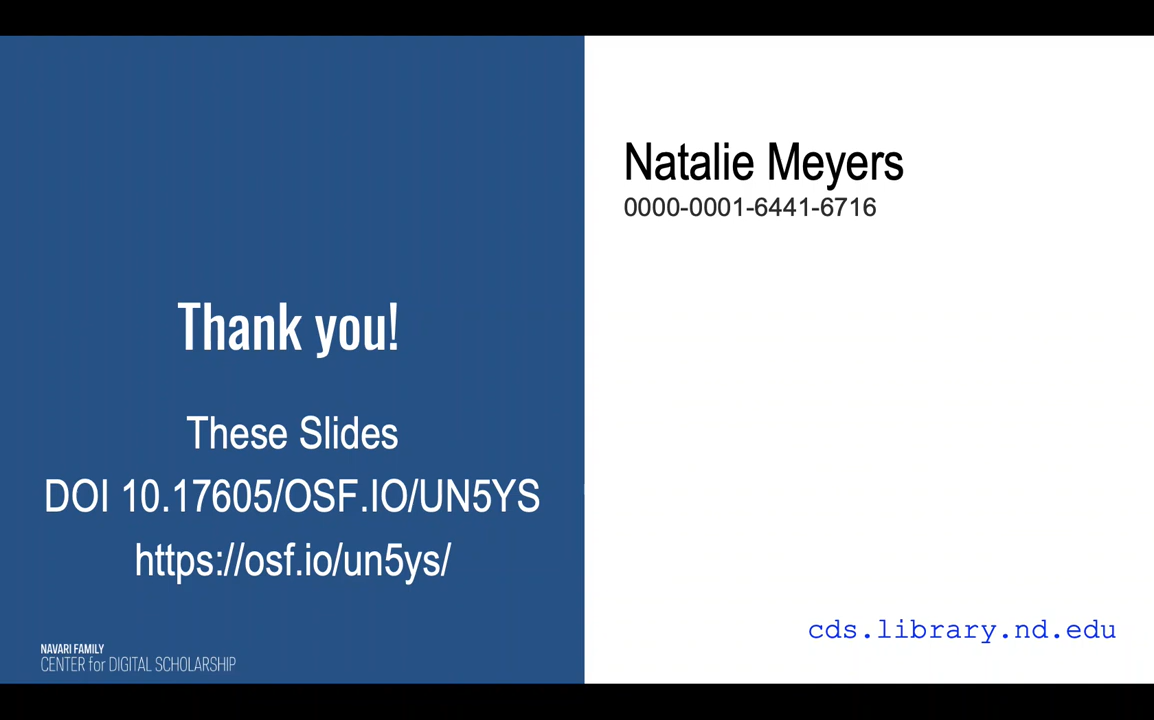 Thank you!
These Slides
DOI 10.17605/OSF.IO/UN5YS
https://osf.io/un5ys/
NAVARI FAMILY
CENTER for DIGITAL SCHOLARSHIP
Natalie Meyers
0000-0001-6441-6716
cds.library.nd.edu